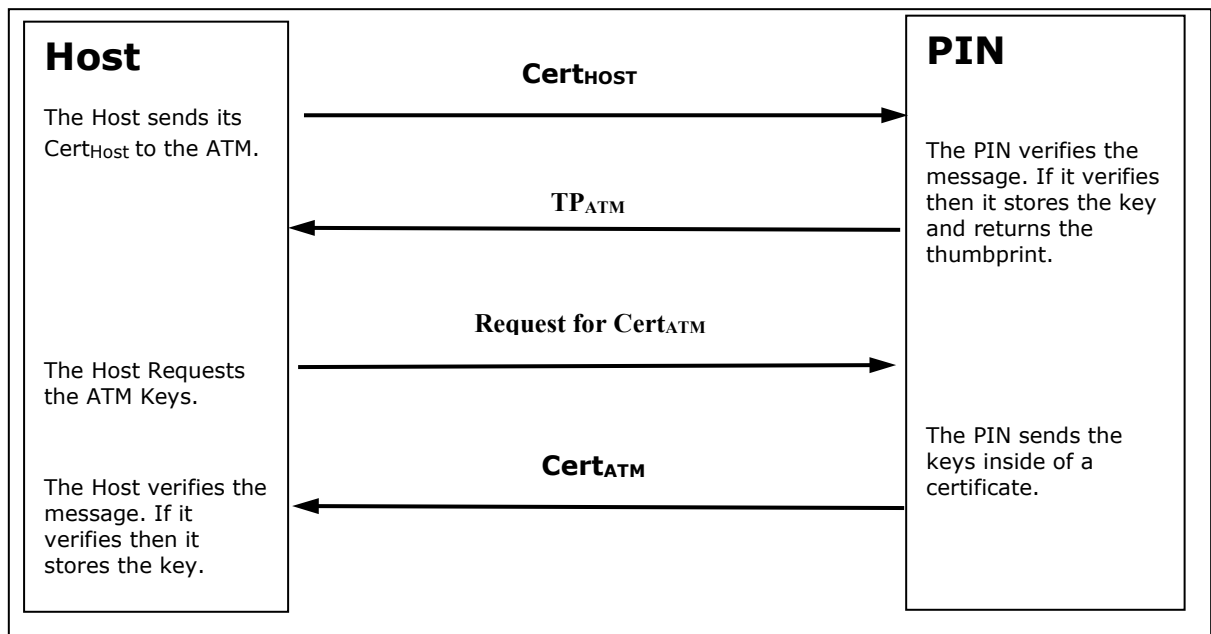 Host
PIN
CertHOST
The Host sends its
CertHost to the ATM.
The PIN verifies the
message. If it verifies
then it stores the key
and returns the
thumbprint.
TPATM
Request for CertATM
The Host Requests
the ATM Keys.
The PIN sends the
keys inside of a
certificate.
CertATM
The Host verifies the
message. If it
verifies then it
stores the key.